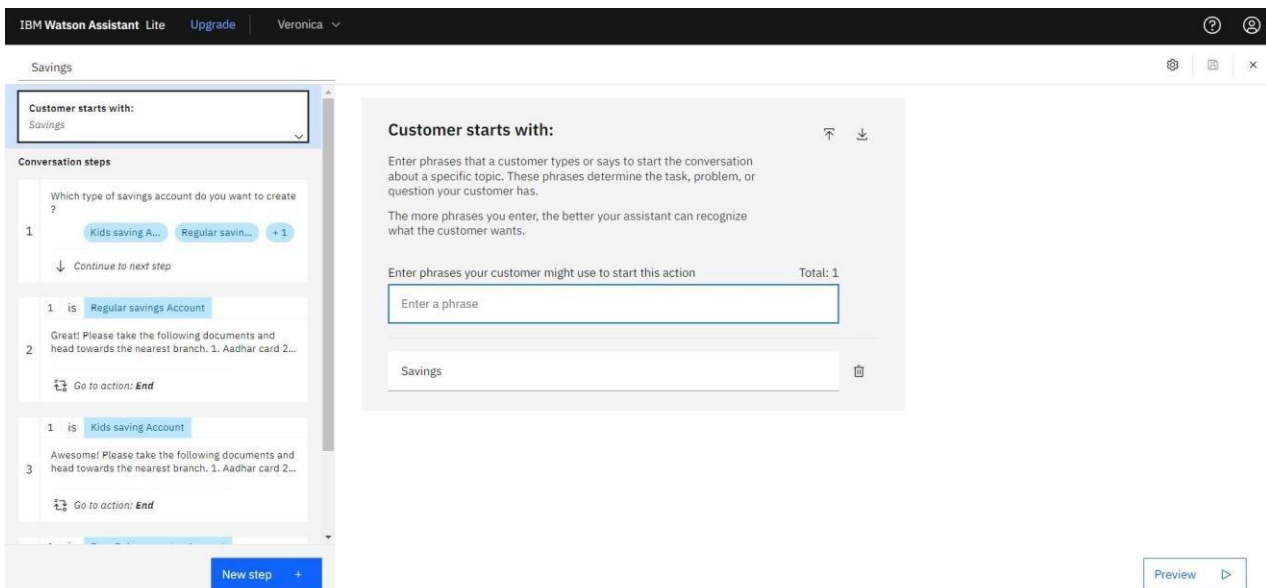 IBM Watson Assistant Lite Upgrade Veronica
Savings
Customer starts with:
Savings
Conversation steps
Which type of savings account do you want to create
?
1
Kids saving A... Regular savin... + 1
Continue to next step
1 is Regular savings Account
2
Great! Please take the following documents and
head towards the nearest branch. 1. Aadhar card 2...
Go to action: End
1 is Kids saving Account
3
Awesome! Please take the following documents and
head towards the nearest branch. 1. Aadhar card 2...
Go to action: End
New step +
Customer starts with:
Enter phrases that a customer types or says to start the conversation
about a specific topic. These phrases determine the task, problem, or
question your customer has.
The more phrases you enter, the better your assistant can recognize
what the customer wants.
Enter phrases your customer might use to start this action Total: 1
Enter a phrase
Savings
Preview